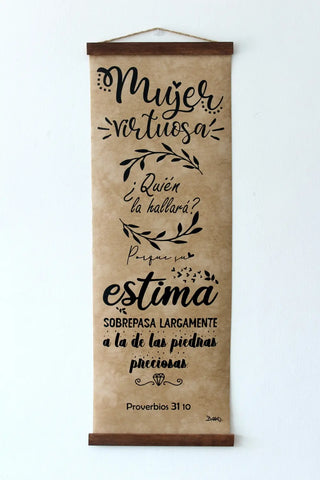 Mujer
virtuosa
¿Quién
la hallará?
Porque su
estima
SOBREPASA LARGAMENTE
a la de las piedras
preciosas
Proverbios 31 10